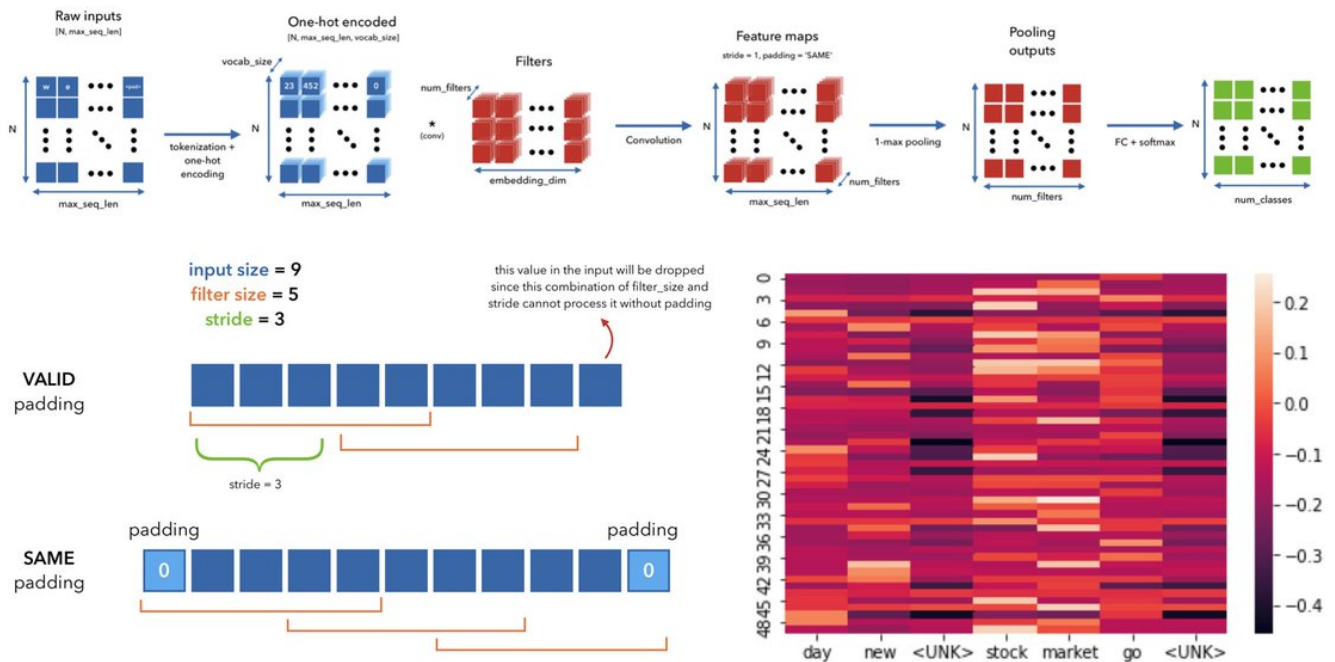 Raw inputs
[N, max_seq_len]
One-hot encoded
[N, max_seq_len, vocab_size]
Filters
Feature maps
stride = 1, padding = 'SAME'
Pooling
outputs
vocab_size
num_filters
w e <pad>
23 452 0
N
N
*
(conv)
N
N
N
tokenization +
one-hot
encoding
Convolution
1-max pooling
FC + softmax
max_seq_len
max_seq_len
embedding_dim
num_filters
max_seq_len
num_filters
num_classes
input size = 9
filter size = 5
stride = 3
this value in the input will be dropped
since this combination of filter_size and
stride cannot process it without padding
VALID
padding
stride = 3
padding
padding
SAME
padding
0
0
0
3
6
9
12
15
18
21
24
27
30
33
36
39
42
45
48
0.2
0.1
0.0
−0.1
−0.2
−0.3
−0.4
day new <UNK> stock market go <UNK>